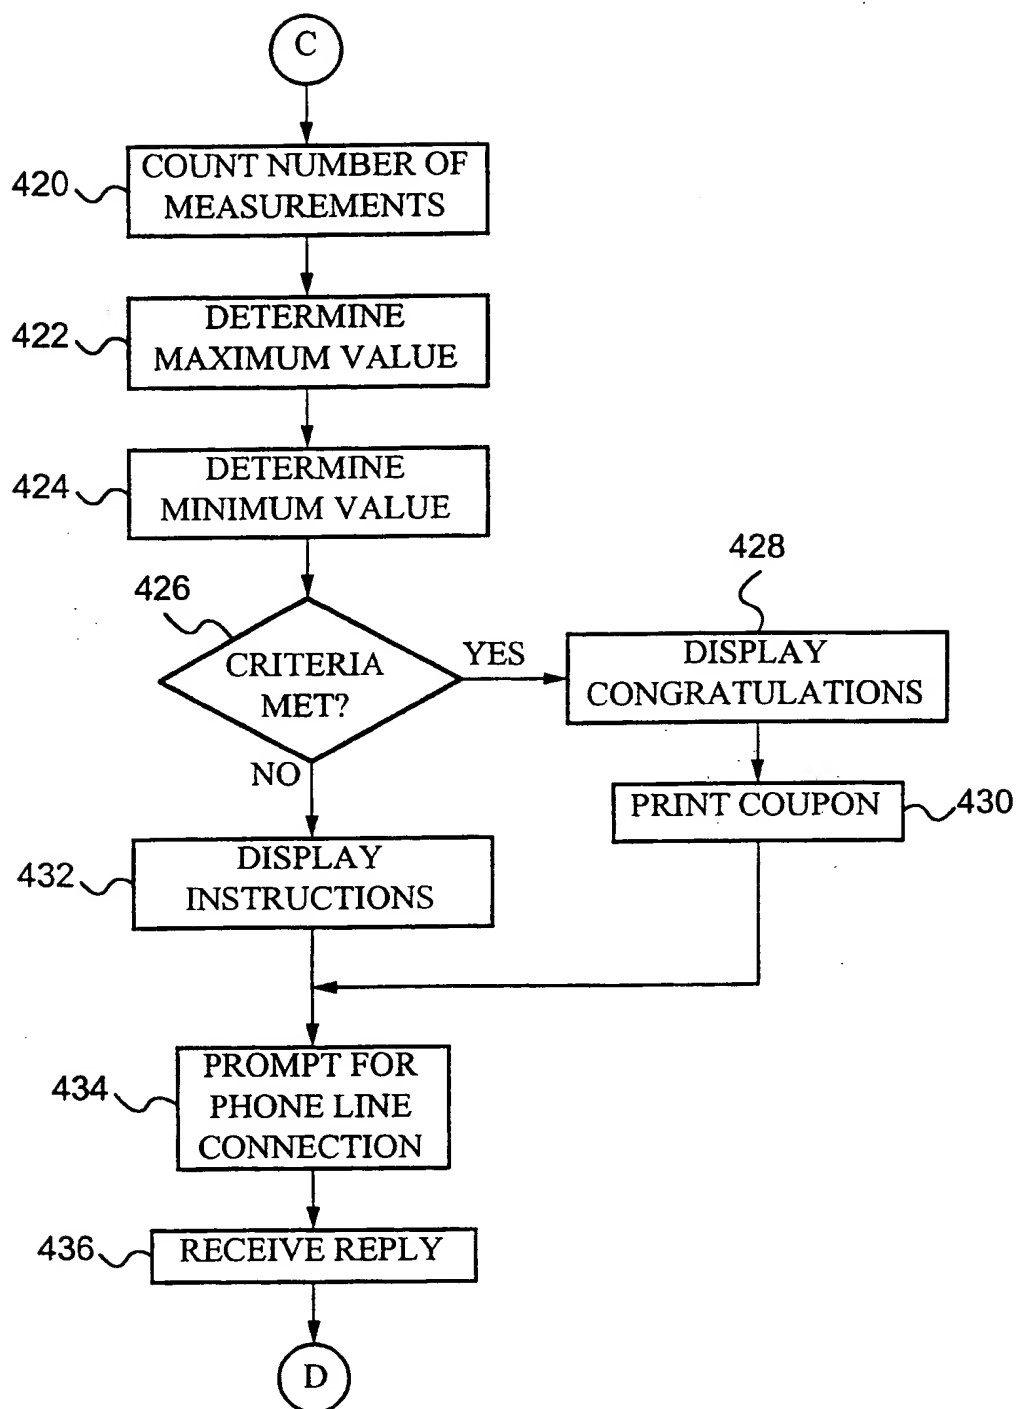 C
420
COUNT NUMBER OF
MEASUREMENTS
422
DETERMINE
MAXIMUM VALUE
424
DETERMINE
MINIMUM VALUE
426
CRITERIA
MET?
YES
428
DISPLAY
CONGRATULATIONS
NO
PRINT COUPON
430
432
DISPLAY
INSTRUCTIONS
434
PROMPT FOR
PHONE LINE
CONNECTION
436
RECEIVE REPLY
D